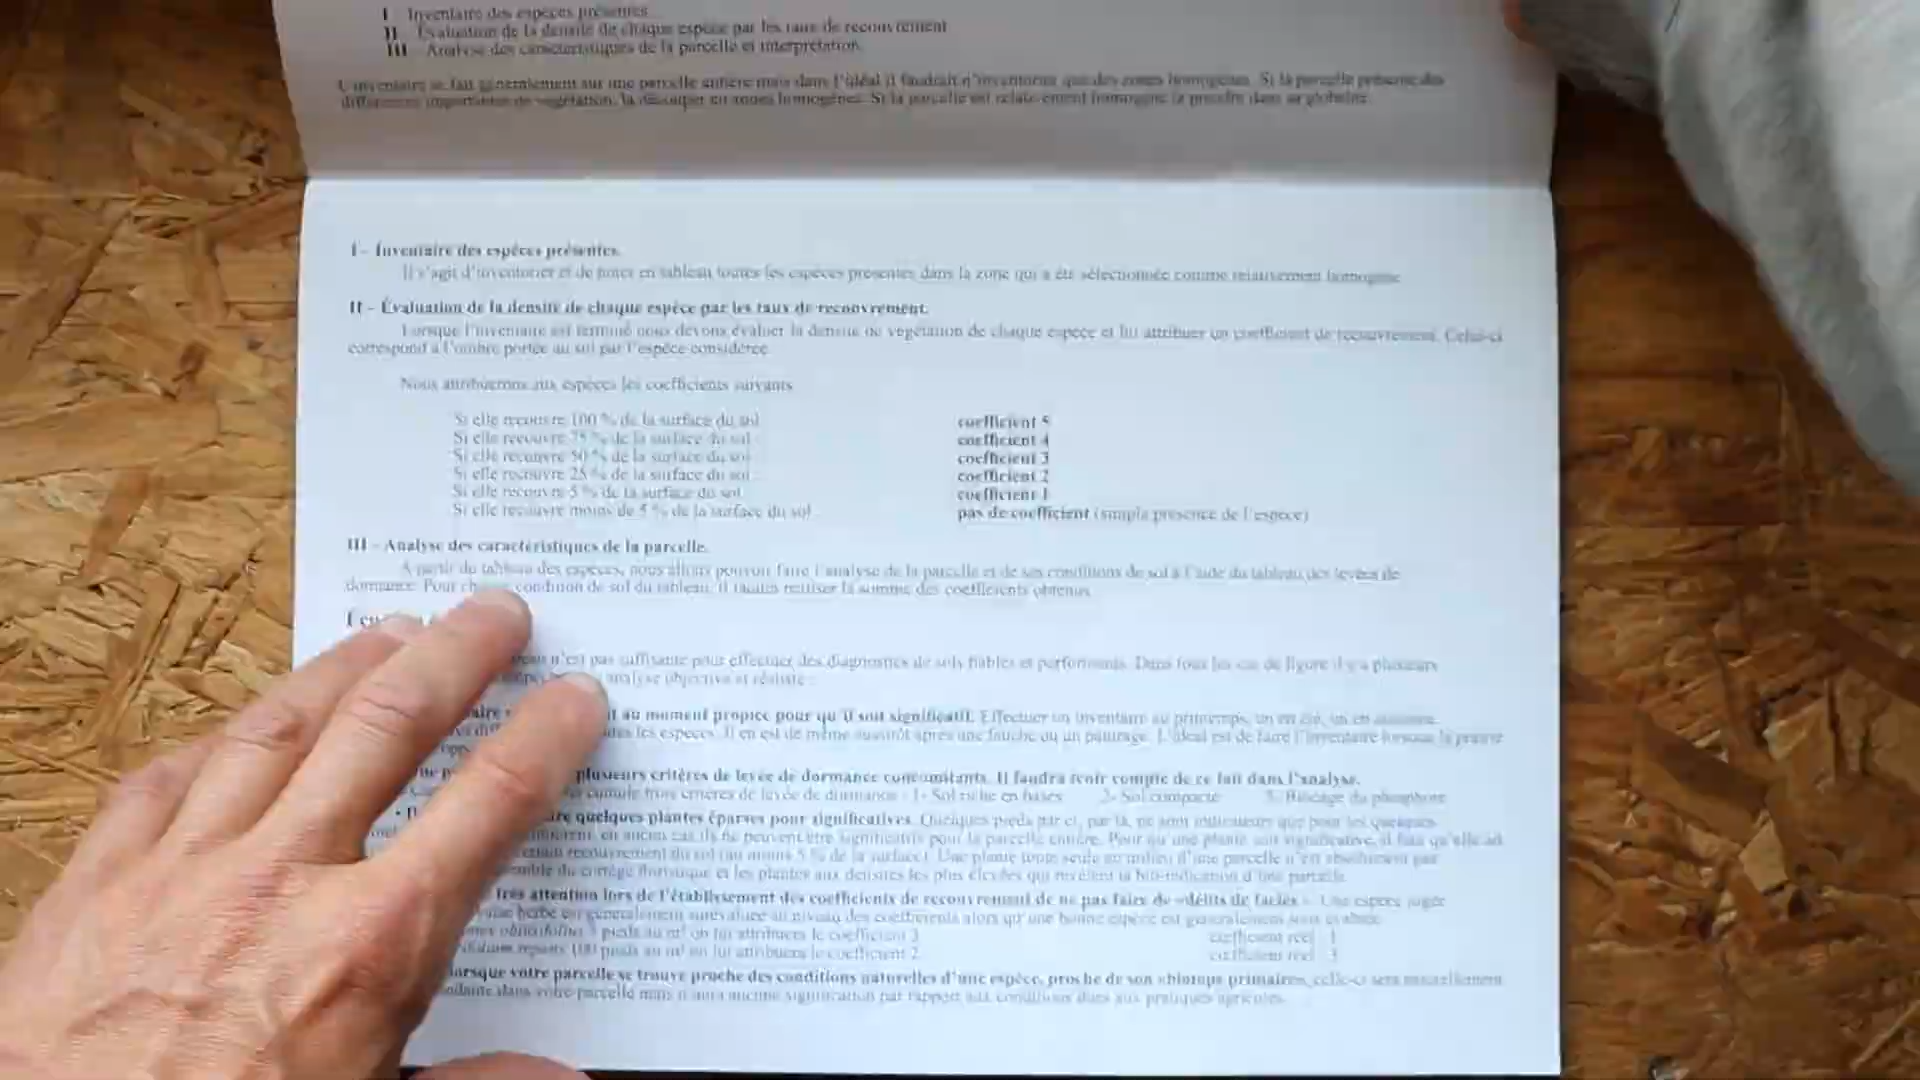 I Inventaire des espèces présentes
II Évaluation de la densité de chaque espèce par les taux de recouvrement
III Analyse des caractéristiques de la parcelle et interprétation.
L'inventaire se fait généralement sur une parcelle entière mais dans l'idéal il faudrait n'inventorier que des zones homogènes. Si la parcelle présente des
différences importantes de végétation, la découper en zones homogènes. Si la parcelle est relativement homogène la prendre dans sa globalité.
I - Inventaire des espèces présentes.
Il s'agit d'inventorier et de noter en tableau toutes les espèces présentes dans la zone qui a été sélectionnée comme relativement homogène
II - Évaluation de la densité de chaque espèce par les taux de recouvrement.
Lorsque l'inventaire est terminé nous devons évaluer la densité de végétation de chaque espèce et lui attribuer un coefficient de recouvrement. Celui-ci
correspond à l'ombre portée au sol par l'espèce considérée
Nous attribuerons aux espèces les coefficients suivants
Si elle recouvre 100 % de la surface du sol coefficient 5
Si elle recouvre 75 % de la surface du sol coefficient 4
Si elle recouvre 50 % de la surface du sol coefficient 3
Si elle recouvre 25 % de la surface du sol coefficient 2
Si elle recouvre 5 % de la surface du sol coefficient 1
Si elle recouvre moins de 5 % de la surface du sol pas de coefficient (simple présence de l'espèce)
III - Analyse des caractéristiques de la parcelle.
A partir du tableau des espèces, nous allons pouvoir faire l'analyse de la parcelle et de ses conditions de sol à l'aide du tableau des levées de
dormance. Pour condition de sol du tableau, il faudra réaliser la somme des coefficients obtenus
n'est pas suffisante pour effectuer des diagnostics de sols fiables et performants. Dans tous les cas de figure il y a plusieurs
analyse objective et réaliste :
au moment propice pour qu'il soit significatif. Effectuer un inventaire au printemps, un en été, un en automne
les espèces. Il en est de même aussitôt après une fauche ou un pâturage. L'idéal est de faire l'inventaire lorsque la prairie
plusieurs critères de levée de dormance concomitants. Il faudra tenir compte de ce fait dans l'analyse.
cumule trois critères de levée de dormance : 1- Sol riche en bases 2- Sol compacté 3- Blocage du phosphore
quelques plantes éparses pour significatives. Quelques pieds par ci, par là, ne sont indicateurs que pour les quelques
en aucun cas ils ne peuvent être significatifs pour la parcelle entière. Pour qu'une plante soit significative, il faut qu'elle ait
recouvrement du sol (au moins 5 % de la surface). Une plante toute seule au milieu d'une parcelle n'est absolument pas
du cortège floristique et les plantes aux densités les plus élevées qui révèlent la bio-indication d'une parcelle
très attention lors de l'établissement des coefficients de recouvrement de ne pas faire de «délits de faciès». Une espèce jugée
herbe est généralement surévaluée au niveau des coefficients alors qu'une bonne espèce est généralement sous évaluée
obtusifolius 5 pieds au m² on lui attribuera le coefficient 3 coefficient réel 1
repens 100 pieds au m² on lui attribuera le coefficient 2 coefficient réel 3
lorsque votre parcelle se trouve proche des conditions naturelles d'une espèce, proche de son «biotope primaire», celle-ci sera naturellement
dans votre parcelle mais n'aura aucune signification par rapport aux conditions dues aux pratiques agricoles.